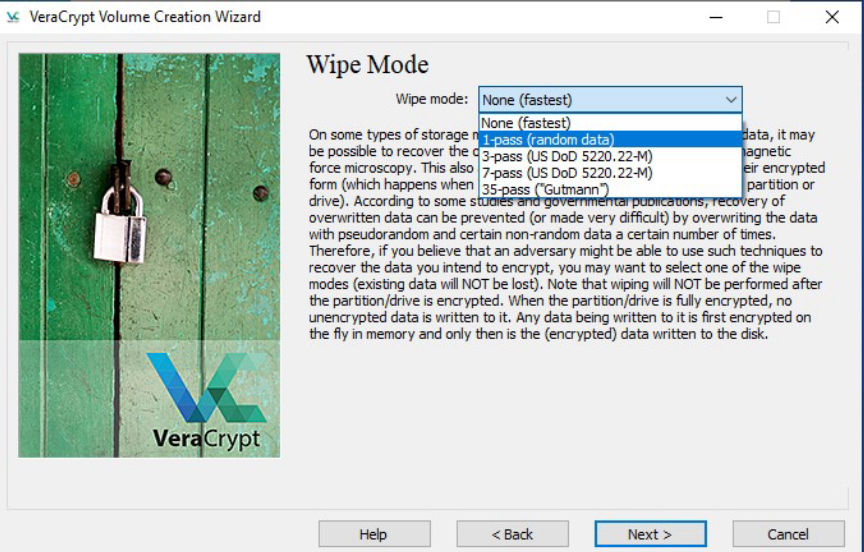 VeraCrypt Volume Creation Wizard
Wipe Mode
Wipe mode: None (fastest)
None (fastest)
1-pass (random data)
3-pass (US DoD 5220.22-M)
7-pass (US DoD 5220.22-M)
35-pass ("Gutmann")
On some types of storage data, it may
be possible to recover the agnetic
force microscopy. This also eir encrypted
form (which happens when partition or
drive). According to some studies and governmental publications, recovery of
overwritten data can be prevented (or made very difficult) by overwriting the data
with pseudorandom and certain non-random data a certain number of times.
Therefore, if you believe that an adversary might be able to use such techniques to
recover the data you intend to encrypt, you may want to select one of the wipe
modes (existing data will NOT be lost). Note that wiping will NOT be performed after
the partition/drive is encrypted. When the partition/drive is fully encrypted, no
unencrypted data is written to it. Any data being written to it is first encrypted on
the fly in memory and only then is the (encrypted) data written to the disk.
VeraCrypt
Help < Back Next > Cancel